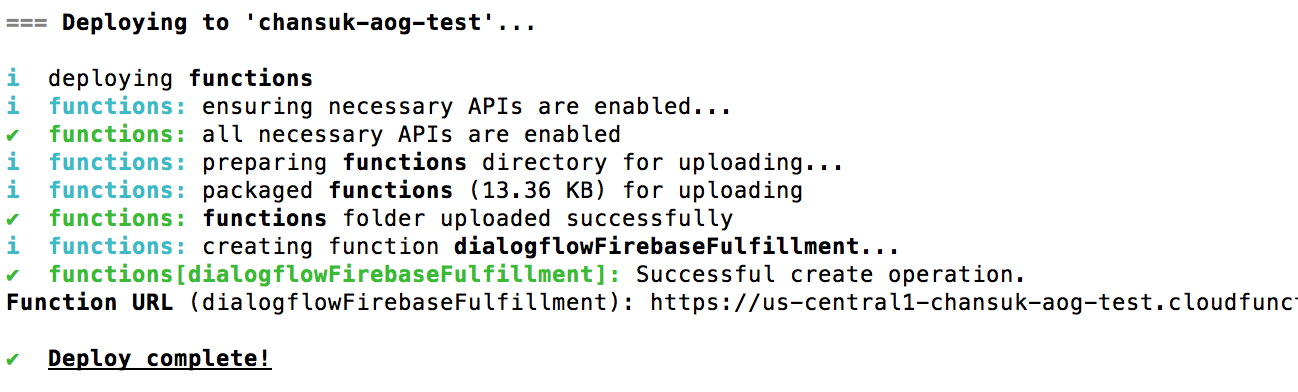 === Deploying to 'chansuk-aog-test'...
i  deploying functions
i  functions: ensuring necessary APIs are enabled...
✔  functions: all necessary APIs are enabled
i  functions: preparing functions directory for uploading...
i  functions: packaged functions (13.36 KB) for uploading
✔  functions: functions folder uploaded successfully
i  functions: creating function dialogflowFirebaseFulfillment...
✔  functions[dialogflowFirebaseFulfillment]: Successful create operation.
Function URL (dialogflowFirebaseFulfillment): https://us-central1-chansuk-aog-test.cloudfunc
✔  Deploy complete!